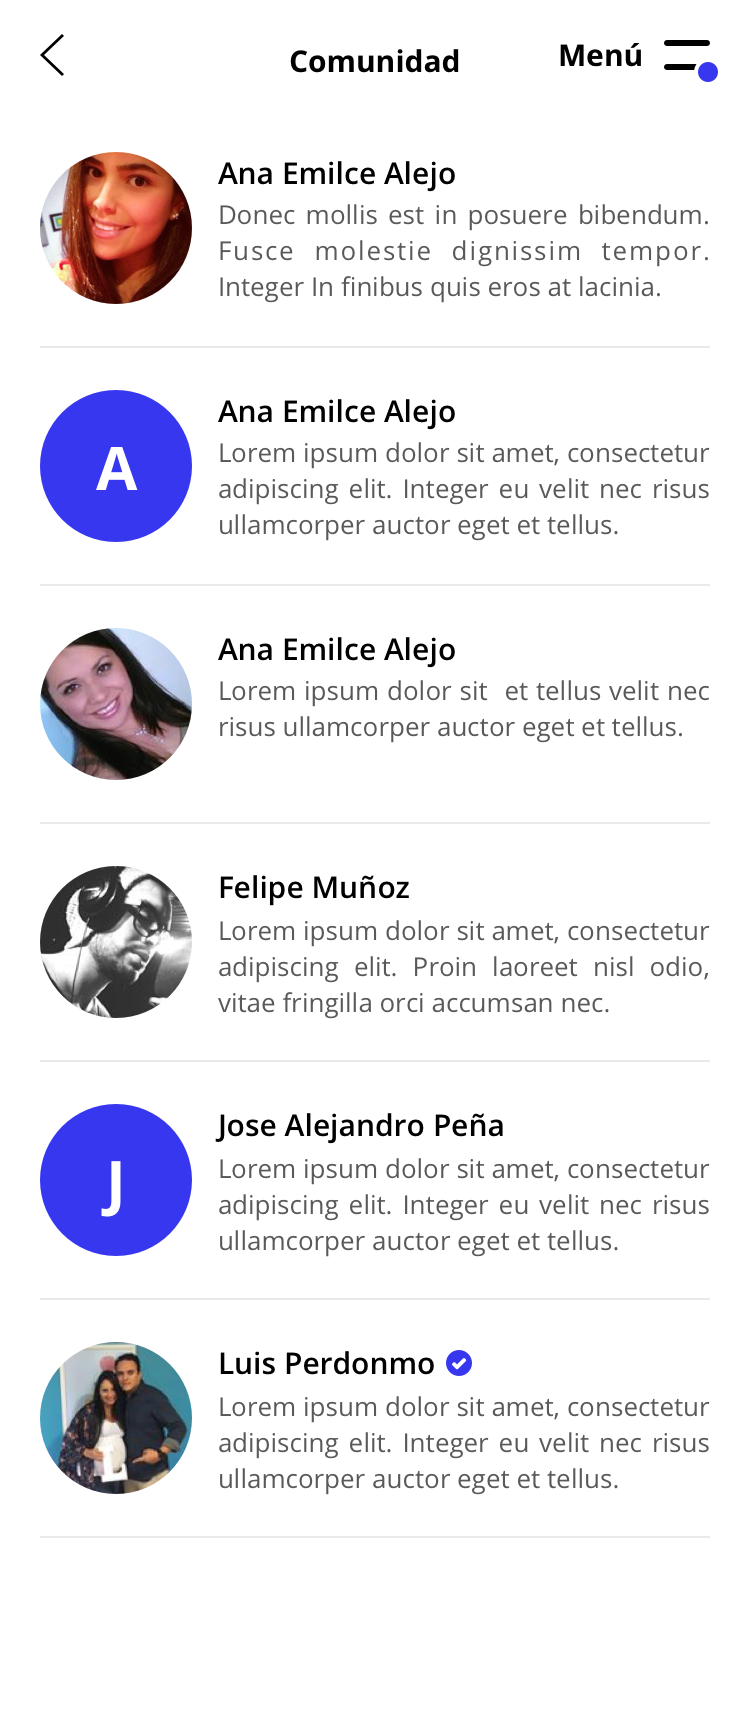 Comunidad
Menú
Ana Emilce Alejo
Donec mollis est in posuere bibendum.
Fusce molestie dignissim tempor.
Integer In finibus quis eros at lacinia.
A
Ana Emilce Alejo
Lorem ipsum dolor sit amet, consectetur
adipiscing elit. Integer eu velit nec risus
ullamcorper auctor eget et tellus.
Ana Emilce Alejo
Lorem ipsum dolor sit  et tellus velit nec
risus ullamcorper auctor eget et tellus.
Felipe Muñoz
Lorem ipsum dolor sit amet, consectetur
adipiscing elit. Proin laoreet nisl odio,
vitae fringilla orci accumsan nec.
J
Jose Alejandro Peña
Lorem ipsum dolor sit amet, consectetur
adipiscing elit. Integer eu velit nec risus
ullamcorper auctor eget et tellus.
Luis Perdonmo
Lorem ipsum dolor sit amet, consectetur
adipiscing elit. Integer eu velit nec risus
ullamcorper auctor eget et tellus.